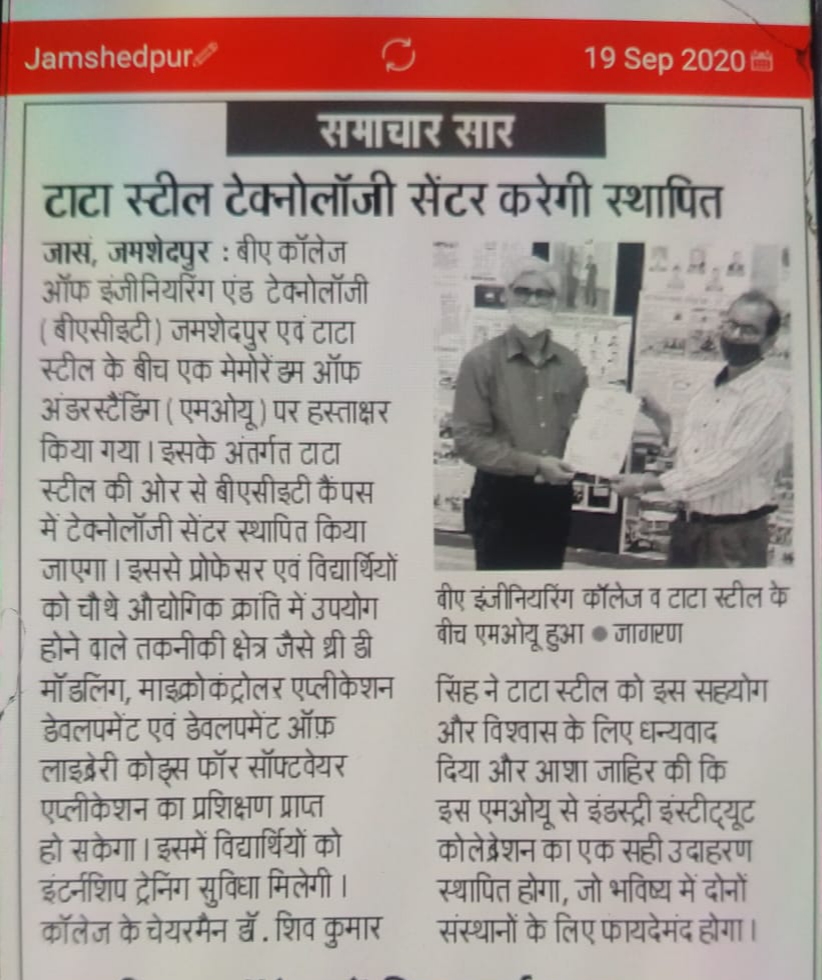 Jamshedpur
19 Sep 2020
समाचार सार
टाटा स्टील टेक्नोलॉजी सेंटर करेगी स्थापित
जासं, जमशेदपुर : बीए कॉलेज
ऑफ इंजीनियरिंग एंड टेक्नोलॉजी
(बीएसीइटी) जमशेदपुर एवं टाटा
स्टील के बीच एक मेमोरेंडम ऑफ
अंडरस्टैंडिंग (एमओयू) पर हस्ताक्षर
किया गया। इसके अंतर्गत टाटा
स्टील की ओर से बीएसीइटी कैंपस
में टेक्नोलॉजी सेंटर स्थापित किया
जाएगा। इससे प्रोफेसर एवं विद्यार्थियों
को चौथे औद्योगिक क्रांति में उपयोग
होने वाले तकनीकी क्षेत्र जैसे थ्री डी
मॉडलिंग, माइक्रोकंट्रोलर एप्लीकेशन
डेवलपमेंट एवं डेवलपमेंट ऑफ़
लाइब्रेरी कोड्स फॉर सॉफ्टवेयर
एप्लीकेशन का प्रशिक्षण प्राप्त
हो सकेगा। इसमें विद्यार्थियों को
इंटर्नशिप ट्रेनिंग सुविधा मिलेगी।
कॉलेज के चेयरमैन डॉ. शिव कुमार
बीए इंजीनियरिंग कॉलेज व टाटा स्टील के
बीच एमओयू हुआ ● जागरण
सिंह ने टाटा स्टील को इस सहयोग
और विश्वास के लिए धन्यवाद
दिया और आशा जाहिर की कि
इस एमओयू से इंडस्ट्री इंस्टीट्यूट
कोलेब्रेशन का एक सही उदाहरण
स्थापित होगा, जो भविष्य में दोनों
संस्थानों के लिए फायदेमंद होगा।